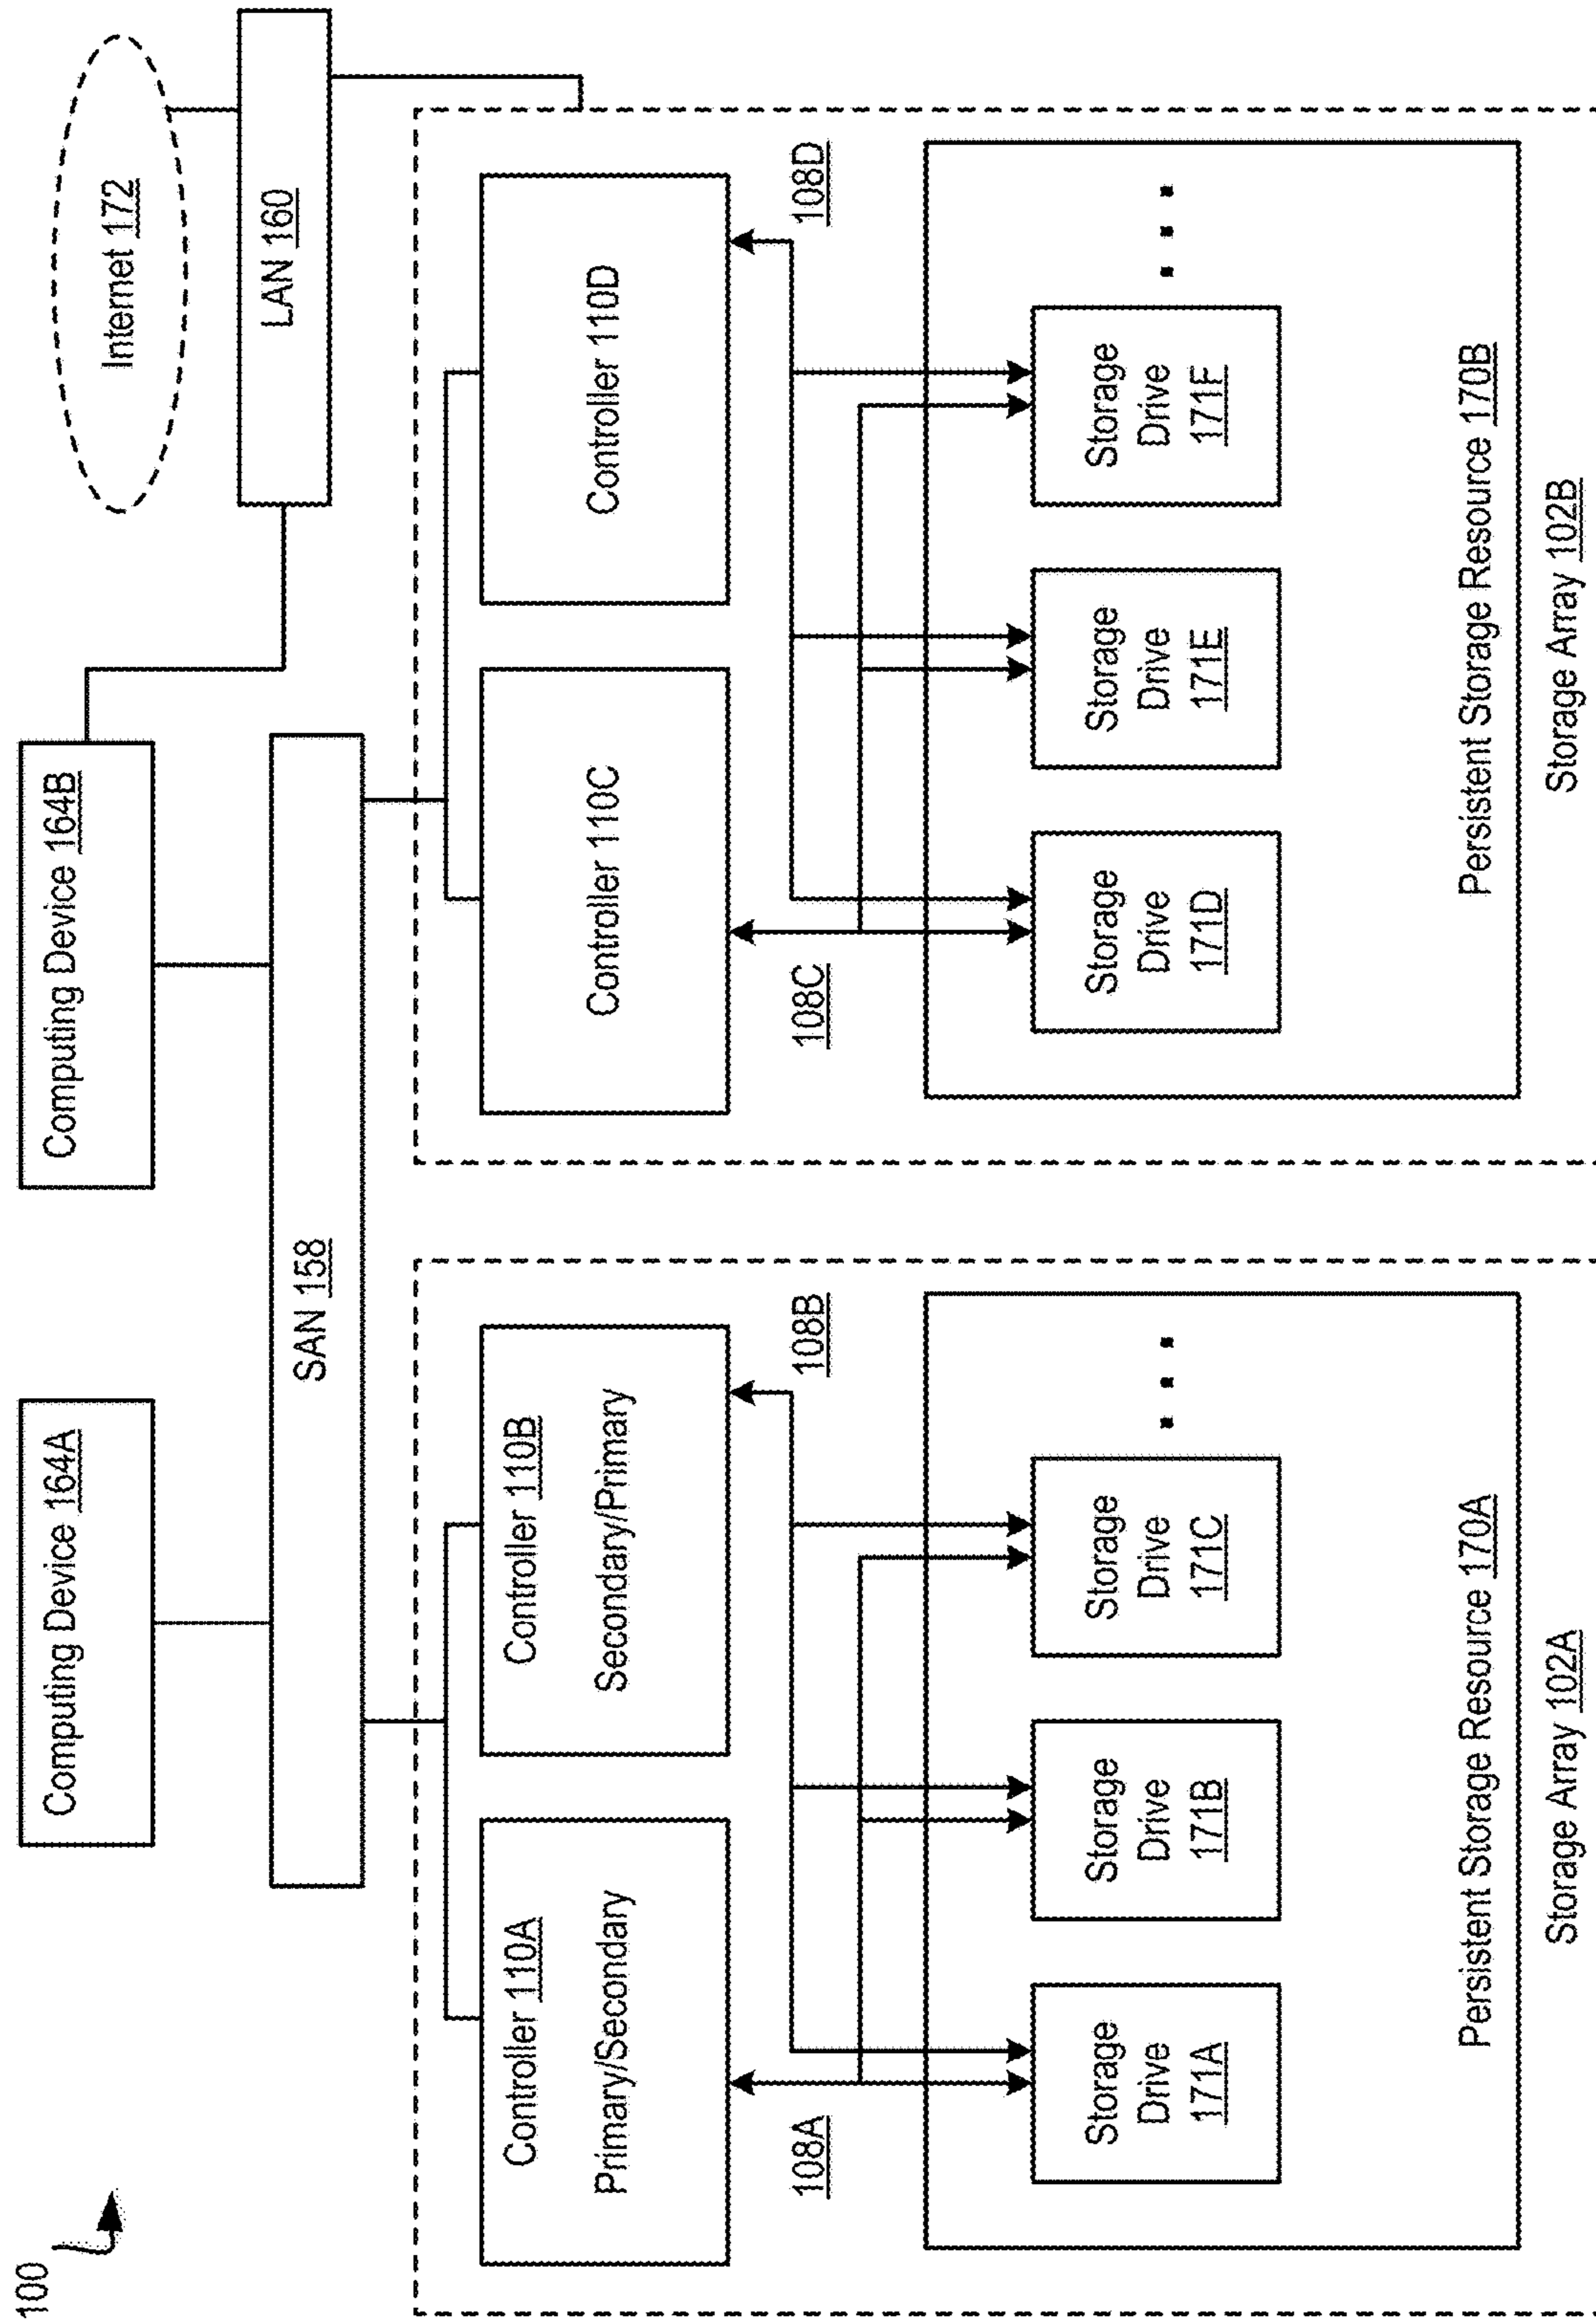 100
Computing Device 164A
Computing Device 164B
Internet 172
SAN 158
LAN 160
Controller 110A
Primary/Secondary
Controller 110B
Secondary/Primary
Controller 110C
Controller 110D
108A
108B
108C
108D
Storage
Drive
171A
Storage
Drive
171B
Storage
Drive
171C
Storage
Drive
171D
Storage
Drive
171E
Storage
Drive
171F
Persistent Storage Resource 170A
Persistent Storage Resource 170B
Storage Array 102A
Storage Array 102B